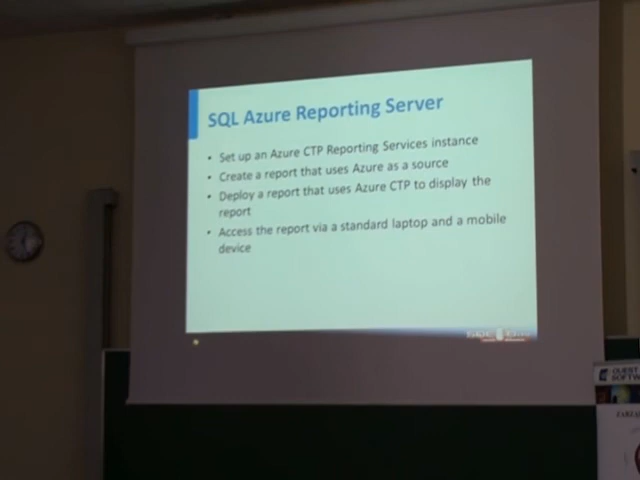 SQL Azure Reporting Server
• Set up an Azure CTP Reporting Services instance
• Create a report that uses Azure as a source
• Deploy a report that uses Azure CTP to display the
report
• Access the report via a standard laptop and a mobile
device
QUEST